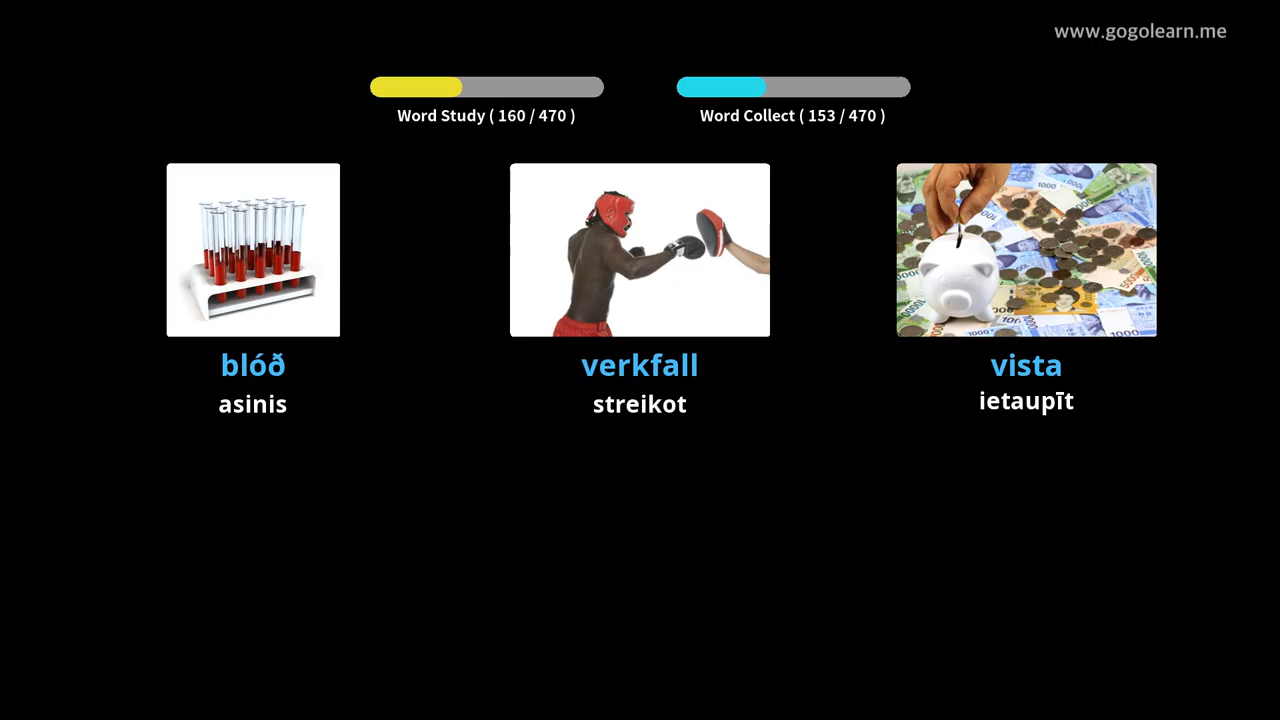 www.gogolearn.me
Word Study ( 160 / 470 )
Word Collect ( 153 / 470 )
blóð
verkfall
vista
asinis
streikot
ietaupīt